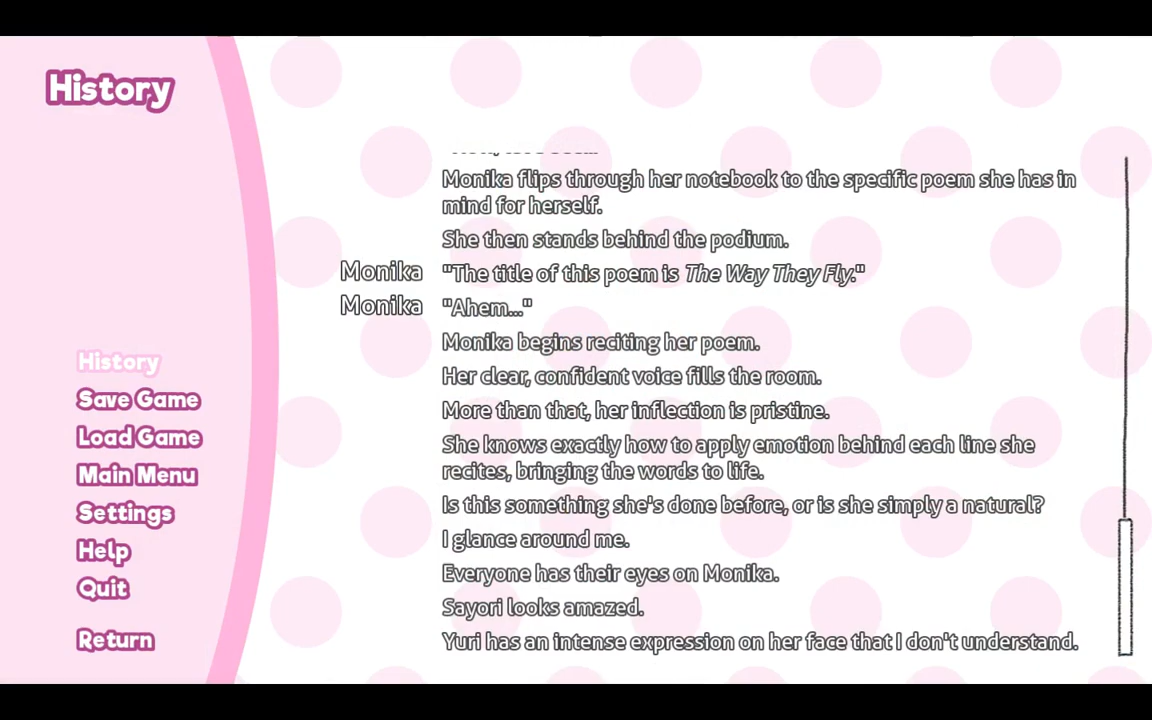 History
Monika flips through her notebook to the specific poem she has in
mind for herself.
She then stands behind the podium.
Monika "The title of this poem is The Way They Fly."
Monika "Ahem..."
Monika begins reciting her poem.
Her clear, confident voice fills the room.
More than that, her inflection is pristine.
She knows exactly how to apply emotion behind each line she
recites, bringing the words to life.
Is this something she's done before, or is she simply a natural?
I glance around me.
Everyone has their eyes on Monika.
Sayori looks amazed.
Yuri has an intense expression on her face that I don't understand.
History
Save Game
Load Game
Main Menu
Settings
Help
Quit
Return